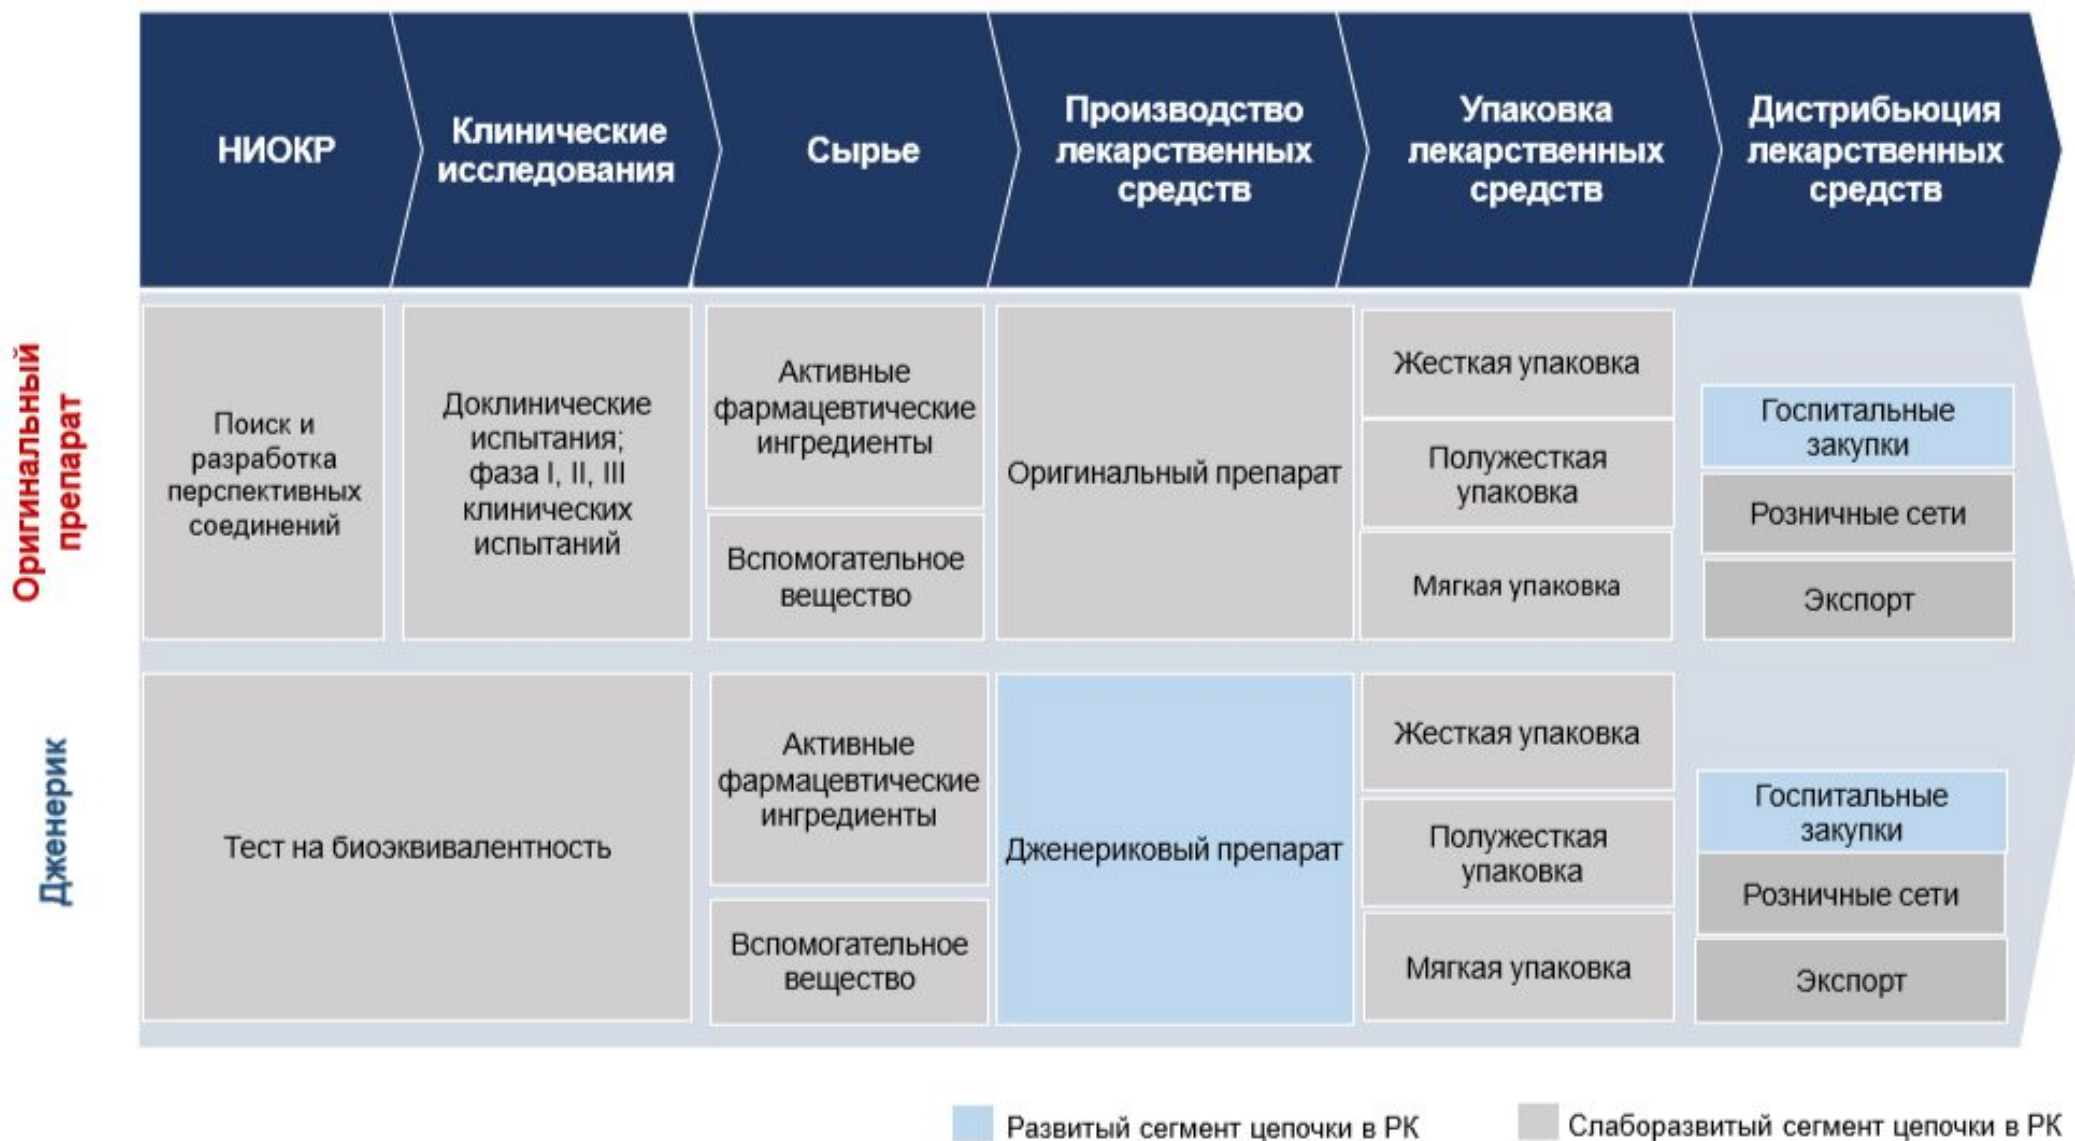 НИОКР
Клинические
исследования
Сырье
Производство
лекарственных
средств
Упаковка
лекарственных
средств
Дистрибьюция
лекарственных
средств
Оригинальный
препарат
Поиск и
разработка
перспективных
соединений
Доклинические
испытания;
фаза I, II, III
клинических
испытаний
Активные
фармацевтические
ингредиенты
Вспомогательное
вещество
Оригинальный препарат
Жесткая упаковка
Полужесткая
упаковка
Мягкая упаковка
Госпитальные
закупки
Розничные сети
Экспорт
Дженерик
Тест на биоэквивалентность
Активные
фармацевтические
ингредиенты
Вспомогательное
вещество
Дженериковый препарат
Жесткая упаковка
Полужесткая
упаковка
Мягкая упаковка
Госпитальные
закупки
Розничные сети
Экспорт
Развитый сегмент цепочки в РК
Слаборазвитый сегмент цепочки в РК